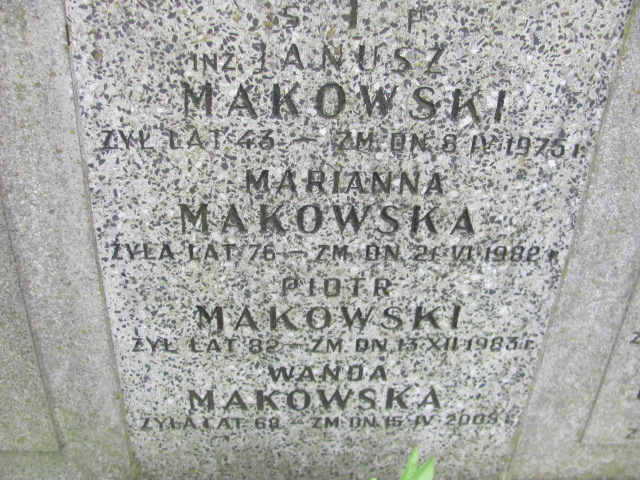 Ś † P
INŻ. JANUSZ
MAKOWSKI
ŻYŁ LAT 43 — ZM. DN. 8 IV 1975 r.
MARIANNA
MAKOWSKA
ŻYŁA LAT 76 — ZM. DN. 21 VI 1982 r.
PIOTR
MAKOWSKI
ŻYŁ LAT 82 — ZM. DN. 13 XII 1983 r.
WANDA
MAKOWSKA
ŻYŁA LAT 68 — ZM. DN. 15 IV 2005 r.